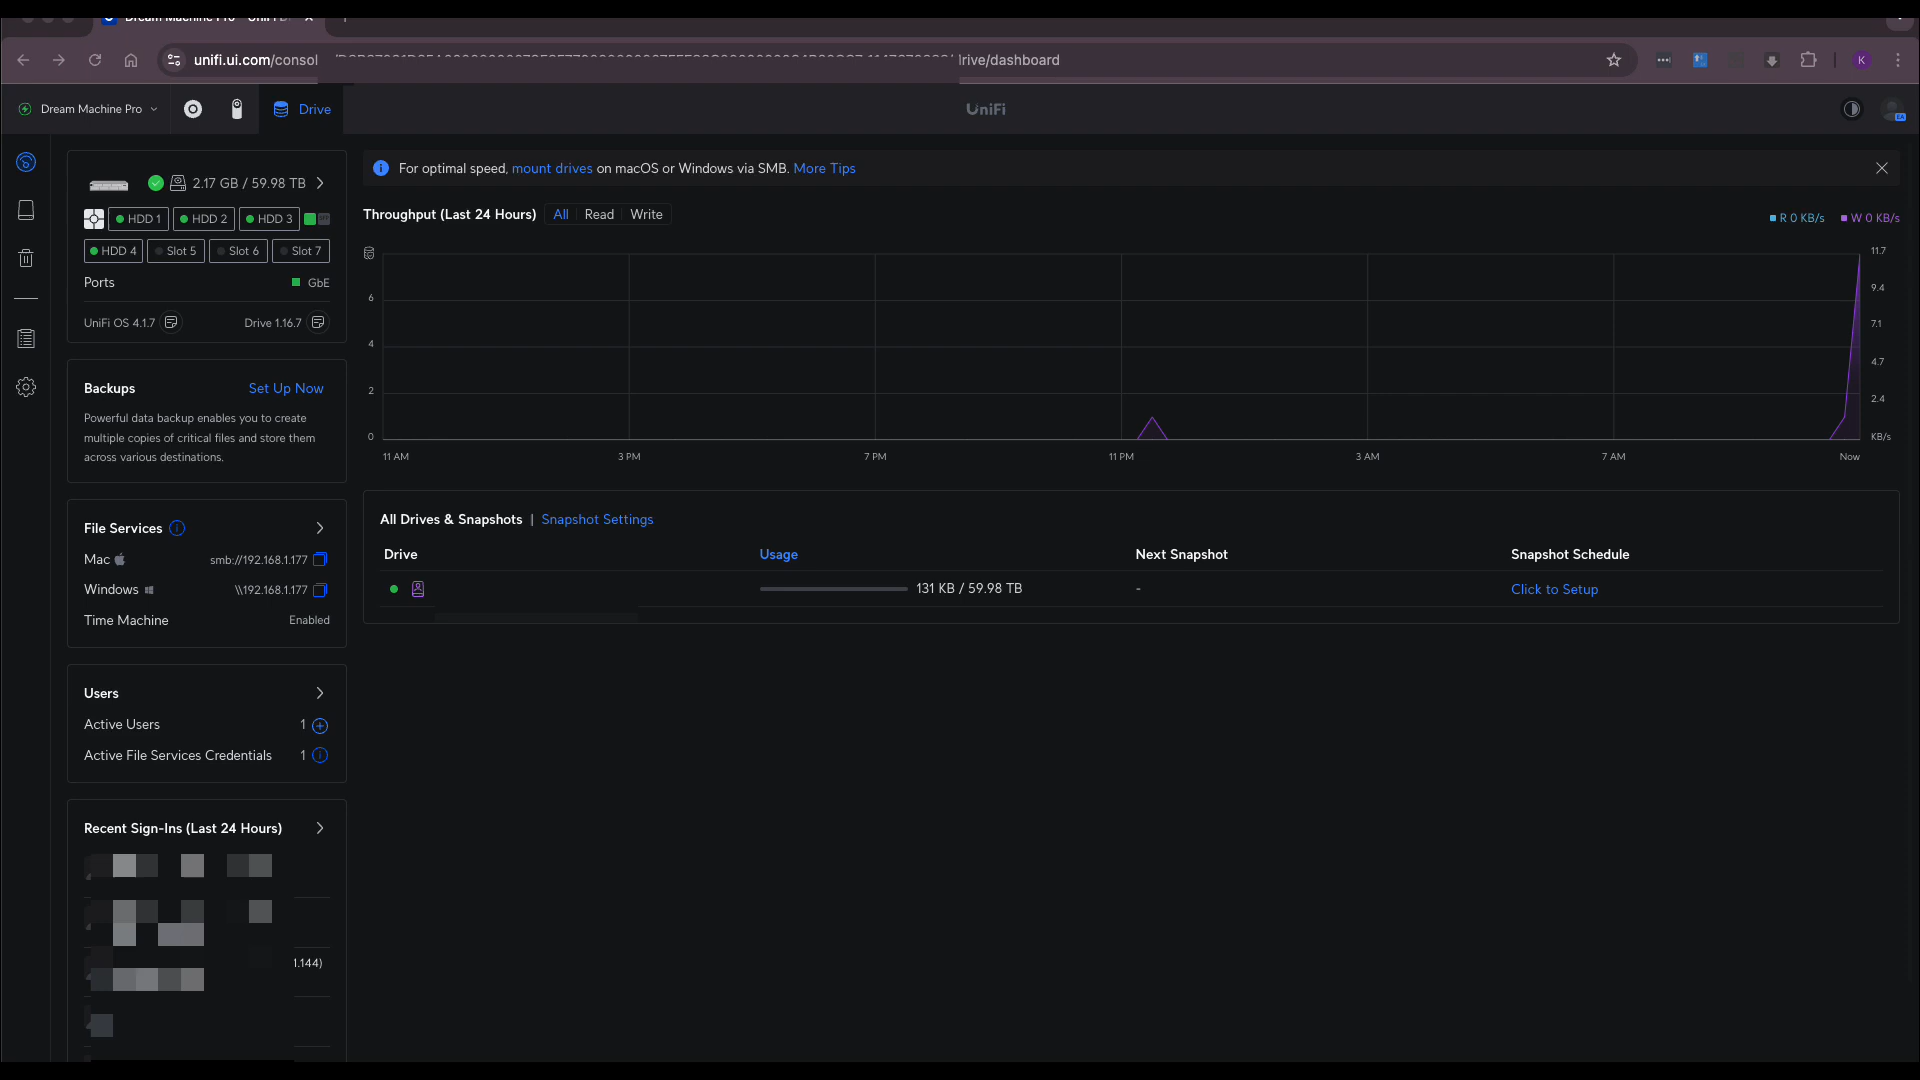 Dream Machine Pro
unifi.ui.com/consol rive/dashboard
K
Dream Machine Pro
Drive
UniFi
EA
2.17 GB / 59.98 TB
HDD 1 HDD 2 HDD 3
HDD 4 Slot 5 Slot 6 Slot 7
Ports GbE
UniFi OS 4.1.7 Drive 1.16.7
Backups Set Up Now
Powerful data backup enables you to create
multiple copies of critical files and store them
across various destinations.
File Services
Mac smb://192.168.1.177
Windows \\192.168.1.177
Time Machine Enabled
Users
Active Users 1
Active File Services Credentials 1
Recent Sign-Ins (Last 24 Hours)
1.144)
For optimal speed, mount drives on macOS or Windows via SMB. More Tips
Throughput (Last 24 Hours) All Read Write
R 0 KB/s W 0 KB/s
11.7
9.4
7.1
4.7
2.4
KB/s
6
4
2
0
11 AM 3 PM 7 PM 11 PM 3 AM 7 AM Now
All Drives & Snapshots | Snapshot Settings
Drive Usage Next Snapshot Snapshot Schedule
131 KB / 59.98 TB - Click to Setup